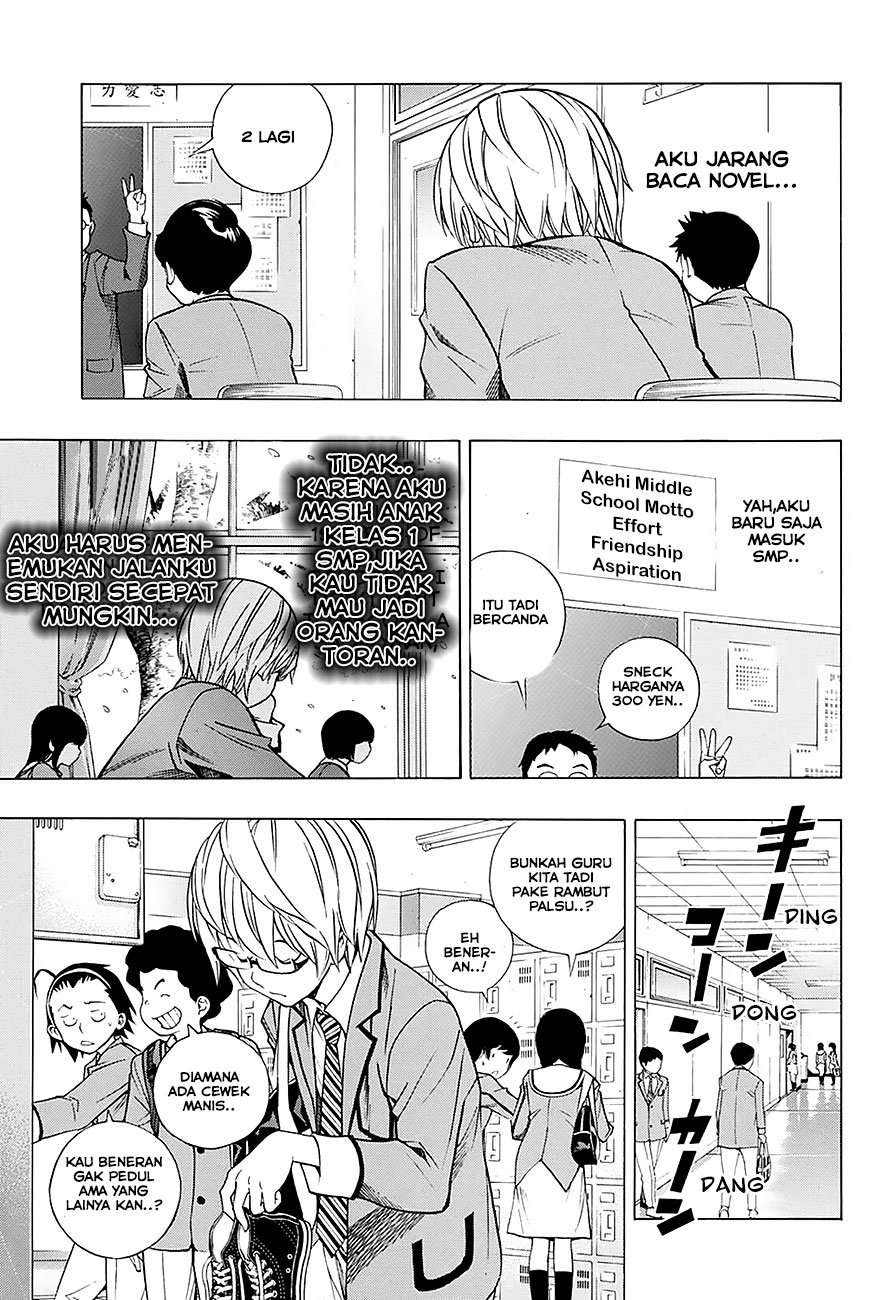 AKU JARANG
BACA NOVEL...
2 LAGI
愛志
YAH,AKU
BARU SAJA
MASUK
SMP..
Akehi Middle
School Motto
Effort
Friendship
Aspiration
SNECK
HARGANYA
300 YEN..
ITU TADI
BERCANDA
TIDAK..
KARENA AKU
MASIH ANAK
KELAS 1
SMP,JIKA
KAU TIDAK
MAU JADI
ORANG KAN-
TORAN..
AKU HARUS MEN-
EMUKAN JALANKU
SENDIRI SECEPAT
MUNGKIN...
キーン
DING
コーン
DONG
カーン
DANG
BUNKAH GURU
KITA TADI
PAKE RAMBUT
PALSU..?
EH
BENER-
AN..!
DIAMANA
ADA CEWEK
MANIS..
KAU BENERAN
GAK PEDUL
AMA YANG
LAINYA KAN..?